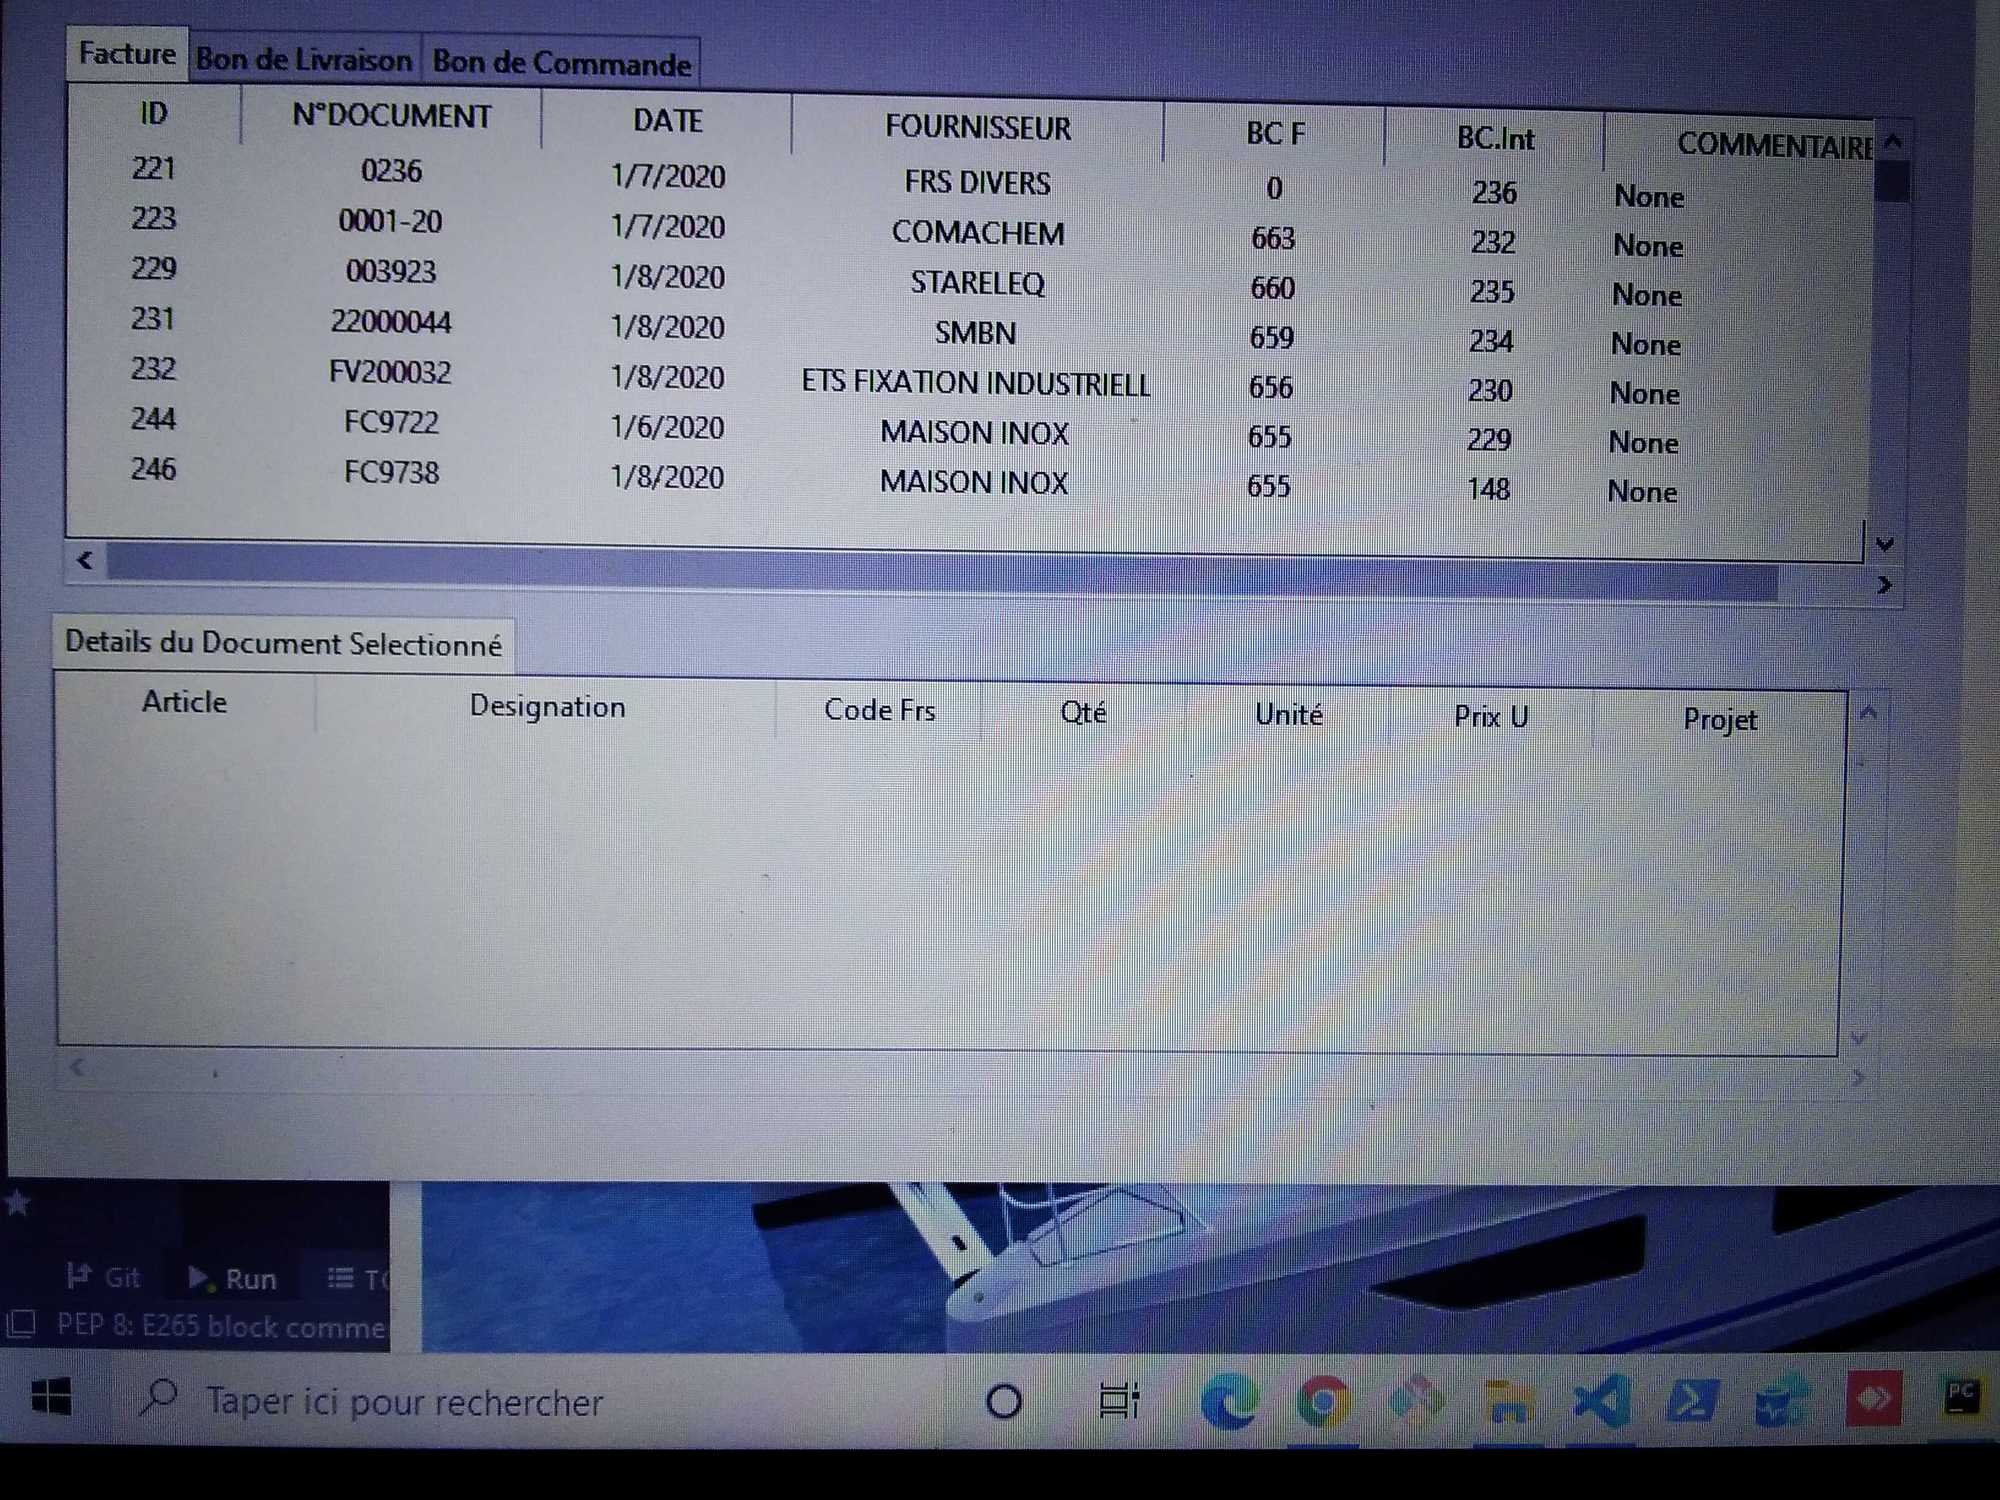 Facture Bon de Livraison Bon de Commande
ID N°DOCUMENT DATE FOURNISSEUR BC F BC.Int COMMENTAIRE
221 0236 1/7/2020 FRS DIVERS 0 236 None
223 0001-20 1/7/2020 COMACHEM 663 232 None
229 003923 1/8/2020 STARELEQ 660 235 None
231 22000044 1/8/2020 SMBN 659 234 None
232 FV200032 1/8/2020 ETS FIXATION INDUSTRIELL 656 230 None
244 FC9722 1/6/2020 MAISON INOX 655 229 None
246 FC9738 1/8/2020 MAISON INOX 655 148 None
Details du Document Selectionné
Article Designation Code Frs Qté Unité Prix U Projet
Git Run TO
PEP 8: E265 block comme
Taper ici pour rechercher
PC